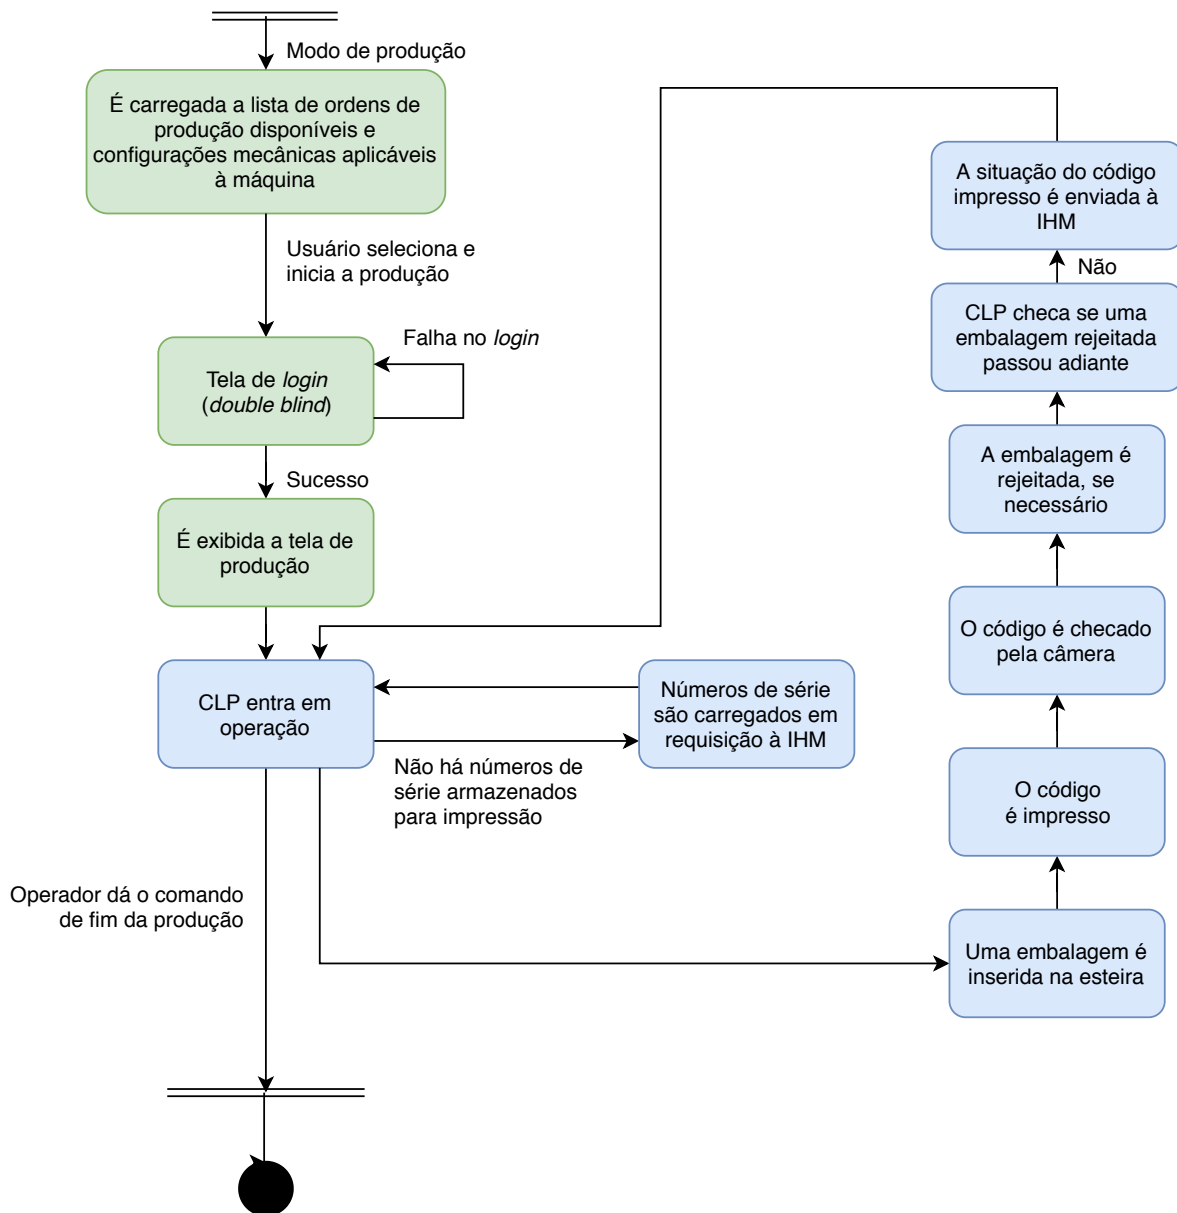 Modo de produção
É carregada a lista de ordens de
produção disponíveis e
configurações mecânicas aplicáveis
à máquina
Usuário seleciona e
inicia a produção
Falha no login
Tela de login
(double blind)
Sucesso
É exibida a tela de
produção
CLP entra em
operação
Números de série
são carregados em
requisição à IHM
Não há números de
série armazenados
para impressão
Operador dá o comando
de fim da produção
A situação do código
impresso é enviada à
IHM
Não
CLP checa se uma
embalagem rejeitada
passou adiante
A embalagem é
rejeitada, se
necessário
O código é checado
pela câmera
O código
é impresso
Uma embalagem é
inserida na esteira